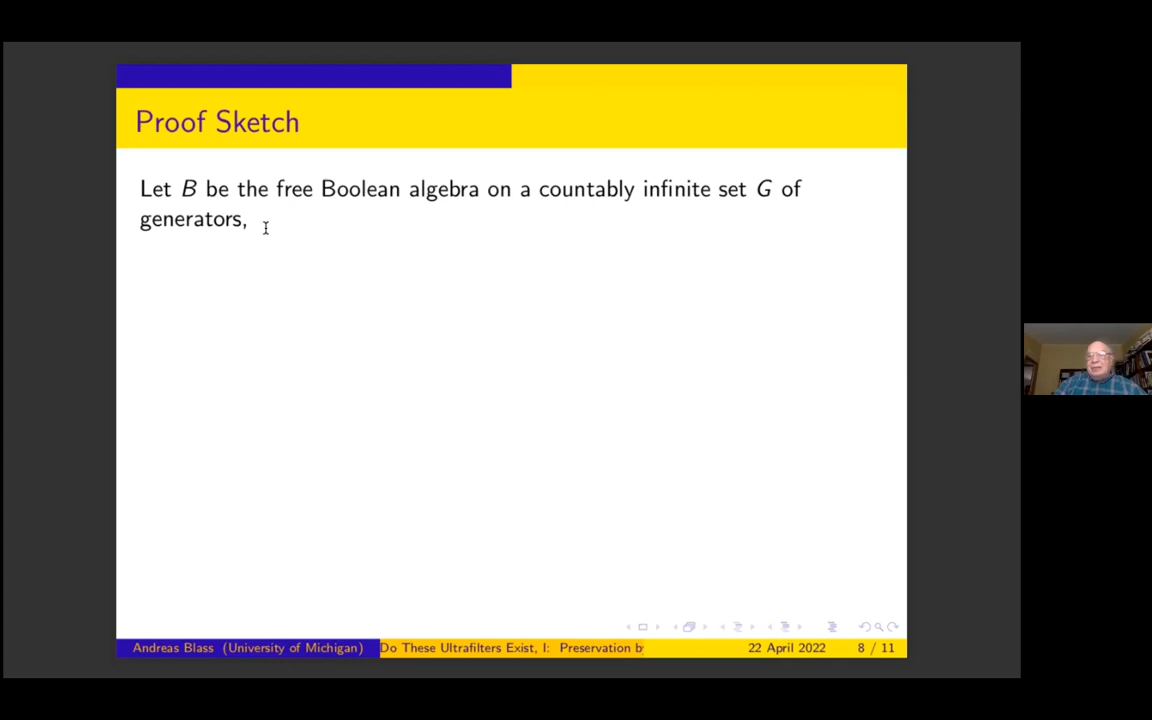 Proof Sketch
Let B be the free Boolean algebra on a countably infinite set G of
generators,
Andreas Blass (University of Michigan) Do These Ultrafilters Exist, I: Preservation b 22 April 2022 8 / 11